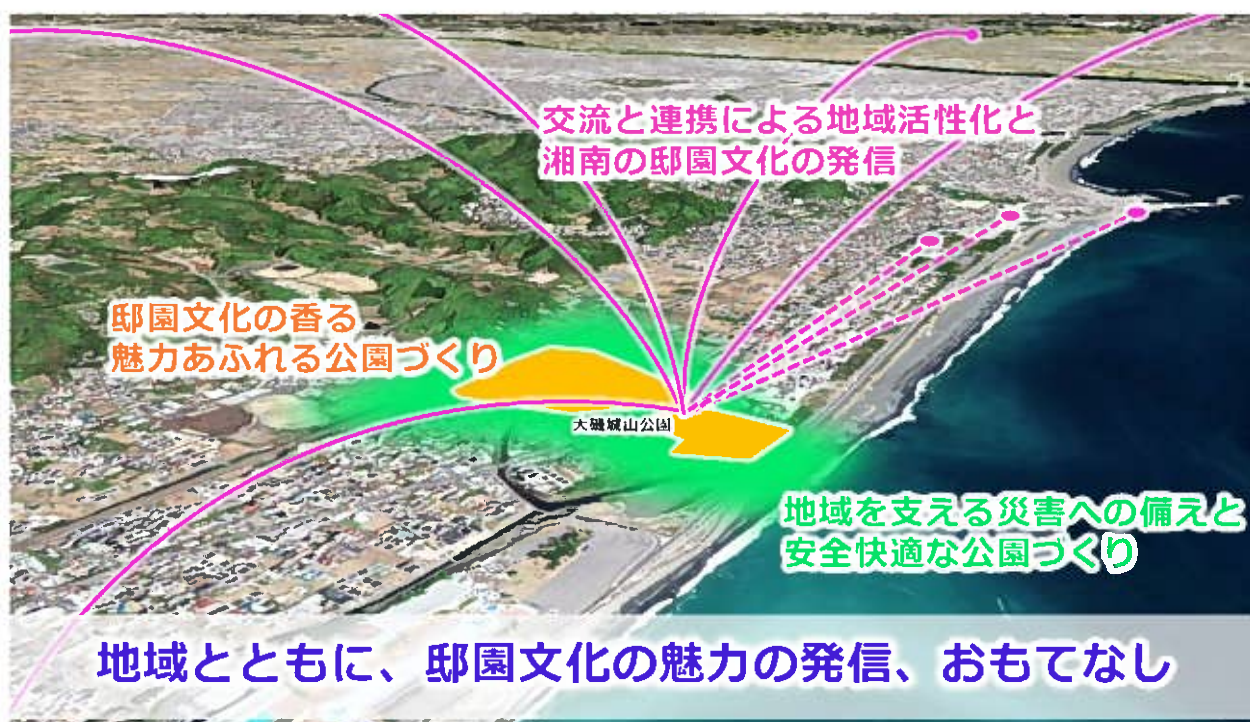 交流と連携による地域活性化と
湘南の邸園文化の発信
邸園文化の香る
魅力あふれる公園づくり
大磯城山公園
地域を支える災害への備えと
安全快適な公園づくり
地域とともに、邸園文化の魅力の発信、おもてなし